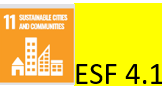 11 SUSTAINABLE CITIES
AND COMMUNITIES
ESF 4.1